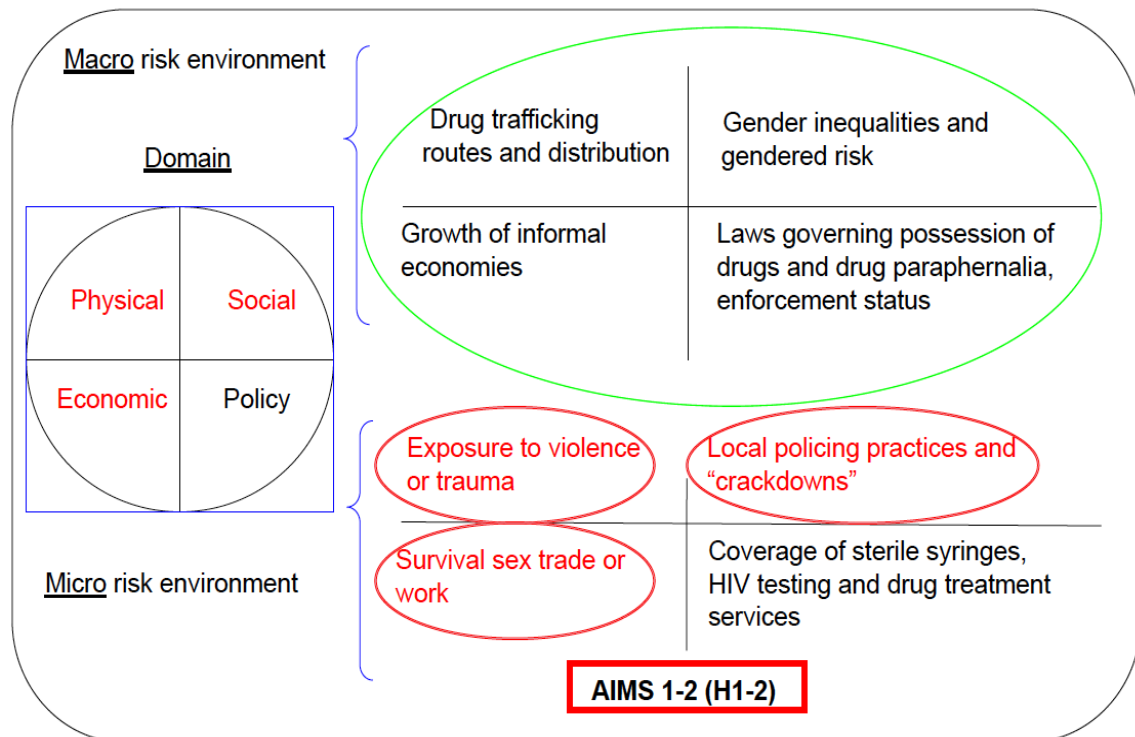 Macro risk environment
Drug trafficking
routes and distribution
Gender inequalities and
gendered risk
Domain
Growth of informal
economies
Laws governing possession of
drugs and drug paraphernalia,
enforcement status
Physical
Social
Economic
Policy
Exposure to violence
or trauma
Local policing practices and
“crackdowns”
Micro risk environment
Survival sex trade or
work
Coverage of sterile syringes,
HIV testing and drug treatment
services
AIMS 1-2 (H1-2)